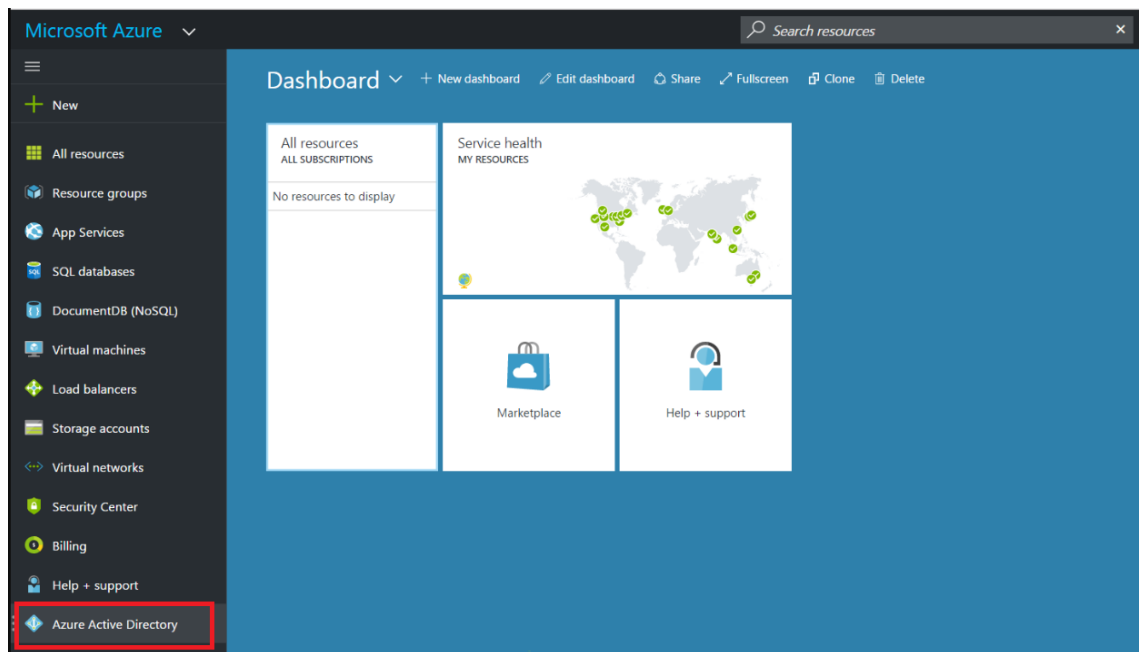 Microsoft Azure
Search resources
New
All resources
Resource groups
App Services
SQL databases
DocumentDB (NoSQL)
Virtual machines
Load balancers
Storage accounts
Virtual networks
Security Center
Billing
Help + support
Azure Active Directory
Dashboard
New dashboard
Edit dashboard
Share
Fullscreen
Clone
Delete
All resources
ALL SUBSCRIPTIONS
No resources to display
Service health
MY RESOURCES
Marketplace
Help + support